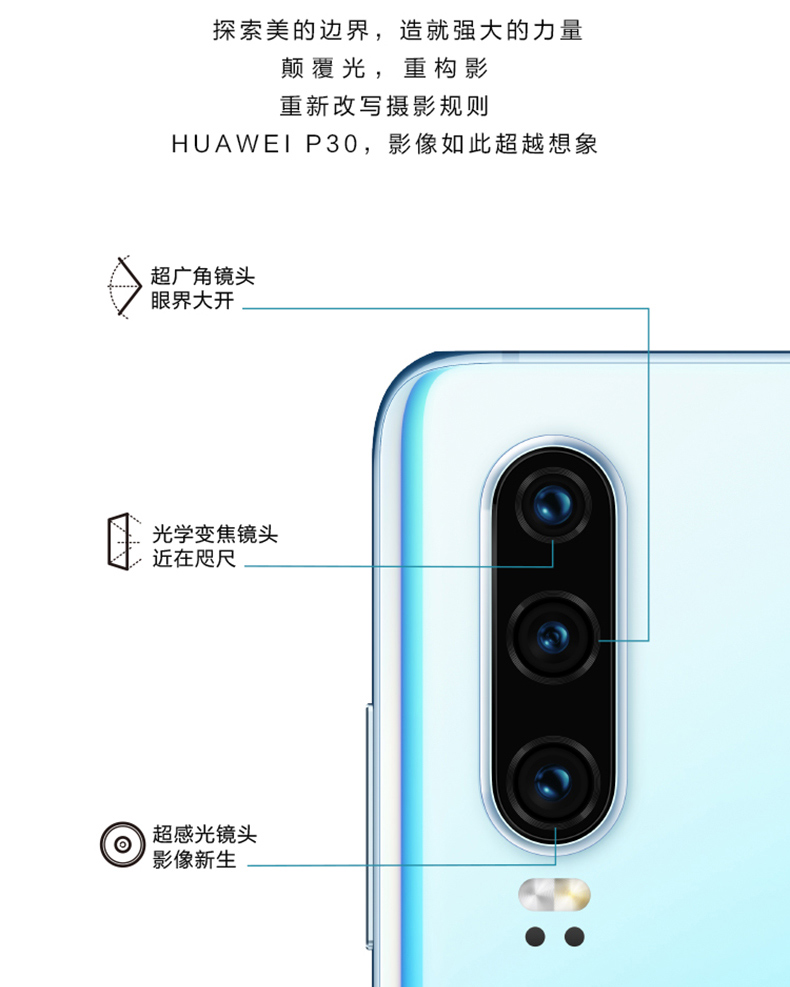 探索美的边界，造就强大的力量
颠覆光，重构影
重新改写摄影规则
HUAWEI P30，影像如此超越想象
超广角镜头
眼界大开
光学变焦镜头
近在咫尺
超感光镜头
影像新生